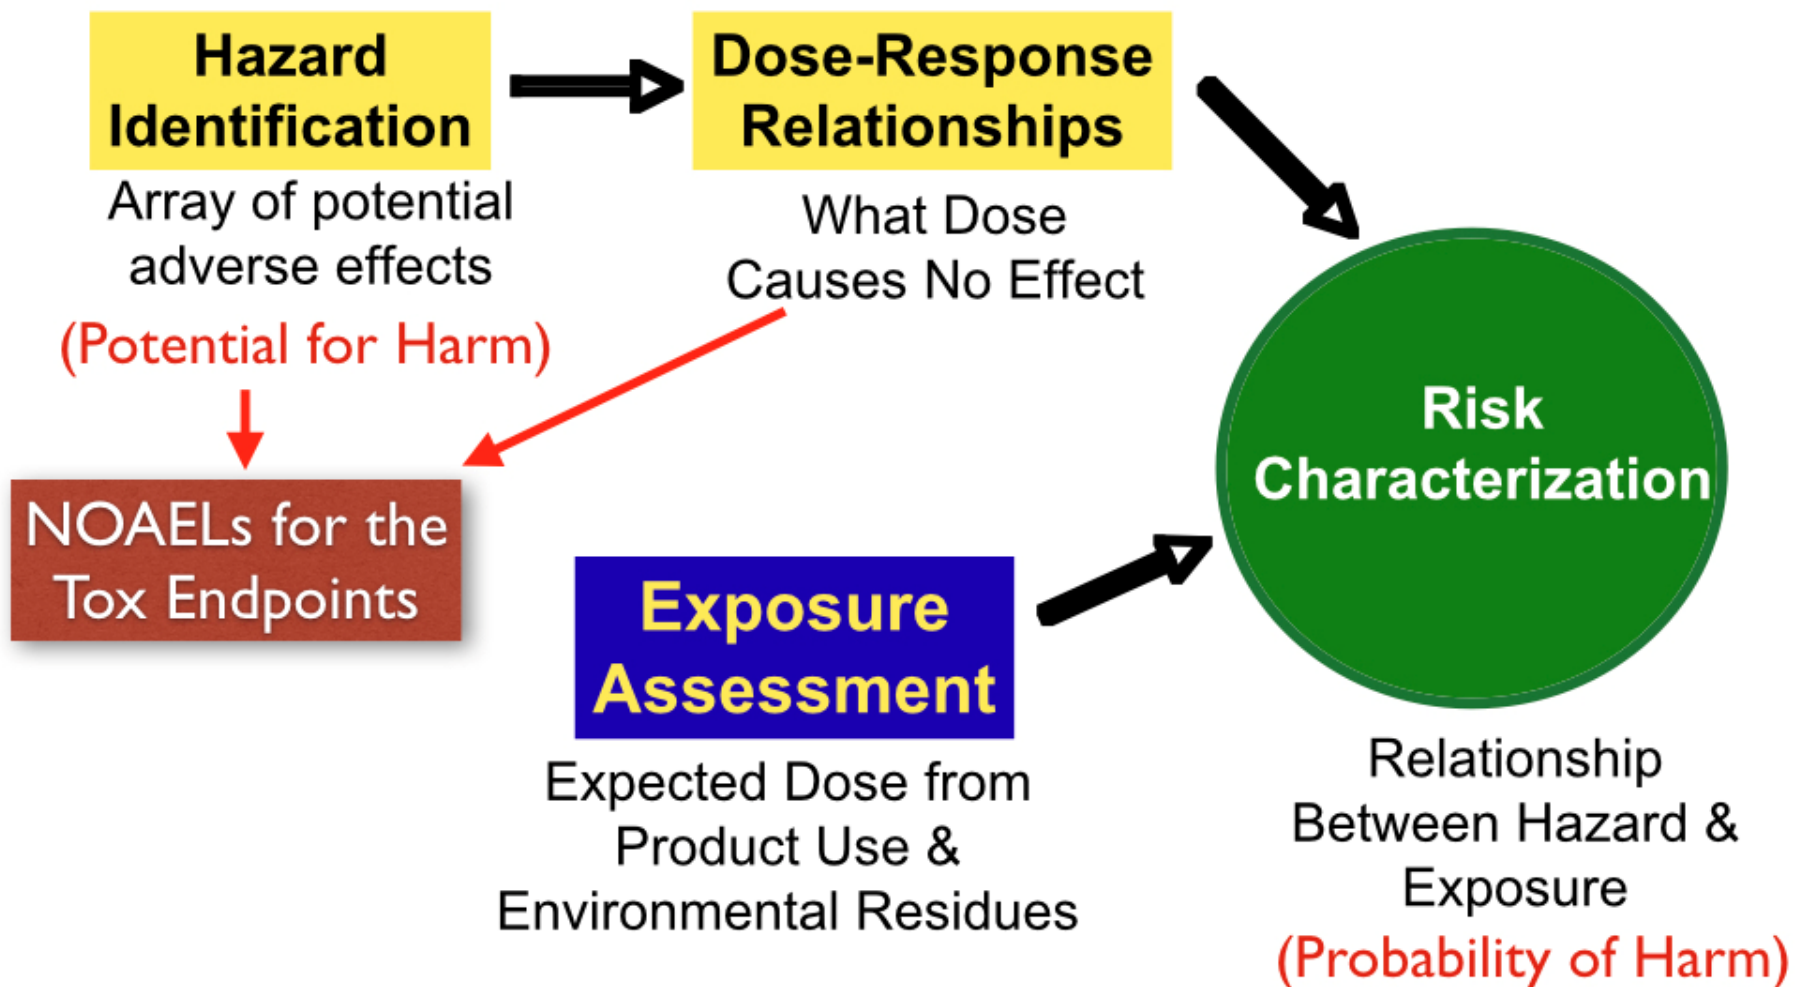 Hazard
Identification
Array of potential
adverse effects
(Potential for Harm)
Dose-Response
Relationships
What Dose
Causes No Effect
NOAELs for the
Tox Endpoints
Exposure
Assessment
Expected Dose from
Product Use &
Environmental Residues
Risk
Characterization
Relationship
Between Hazard &
Exposure
(Probability of Harm)